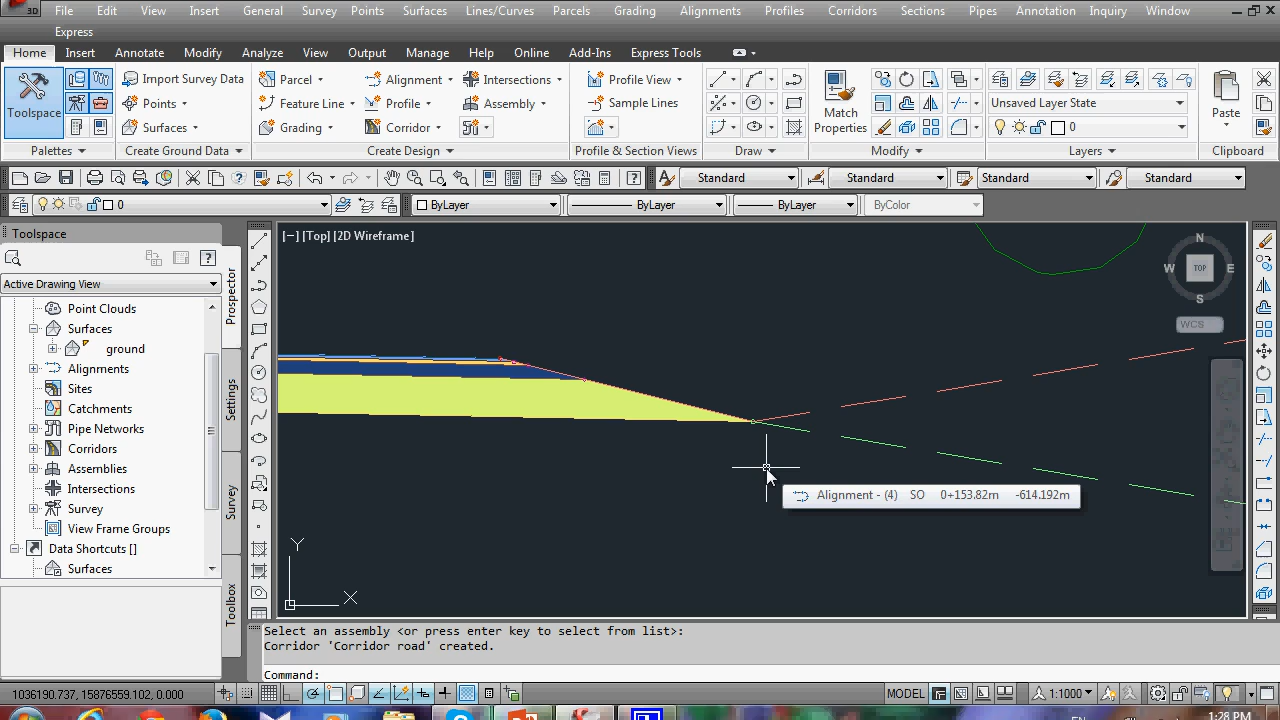 3D File Edit View Insert General Survey Points Surfaces Lines/Curves Parcels Grading Alignments Profiles Corridors Sections Pipes Annotation Inquiry Window
Express
Home Insert Annotate Modify Analyze View Output Manage Help Online Add-Ins Express Tools
Toolspace
Import Survey Data
Points
Surfaces
Parcel
Feature Line
Grading
Alignment
Profile
Corridor
Intersections
Assembly
Profile View
Sample Lines
Match
Properties
Unsaved Layer State
0
Paste
Palettes Create Ground Data Create Design Profile & Section Views Draw Modify Layers Clipboard
Standard Standard Standard Standard
0 ByLayer ByLayer ByLayer ByColor
Toolspace
Active Drawing View
Point Clouds
Surfaces
ground
Alignments
Sites
Catchments
Pipe Networks
Corridors
Assemblies
Intersections
Survey
View Frame Groups
Data Shortcuts []
Surfaces
Prospector
Settings
Survey
Toolbox
[−] [Top] [2D Wireframe]
N
W TOP E
S
WCS
Alignment - (4) SO 0+153.82m -614.192m
Y
X
Select an assembly <or press enter key to select from list>:
Corridor 'Corridor road' created.
Command:
1036190.737, 15876559.102, 0.000
MODEL 1:1000
EN 1:28 PM